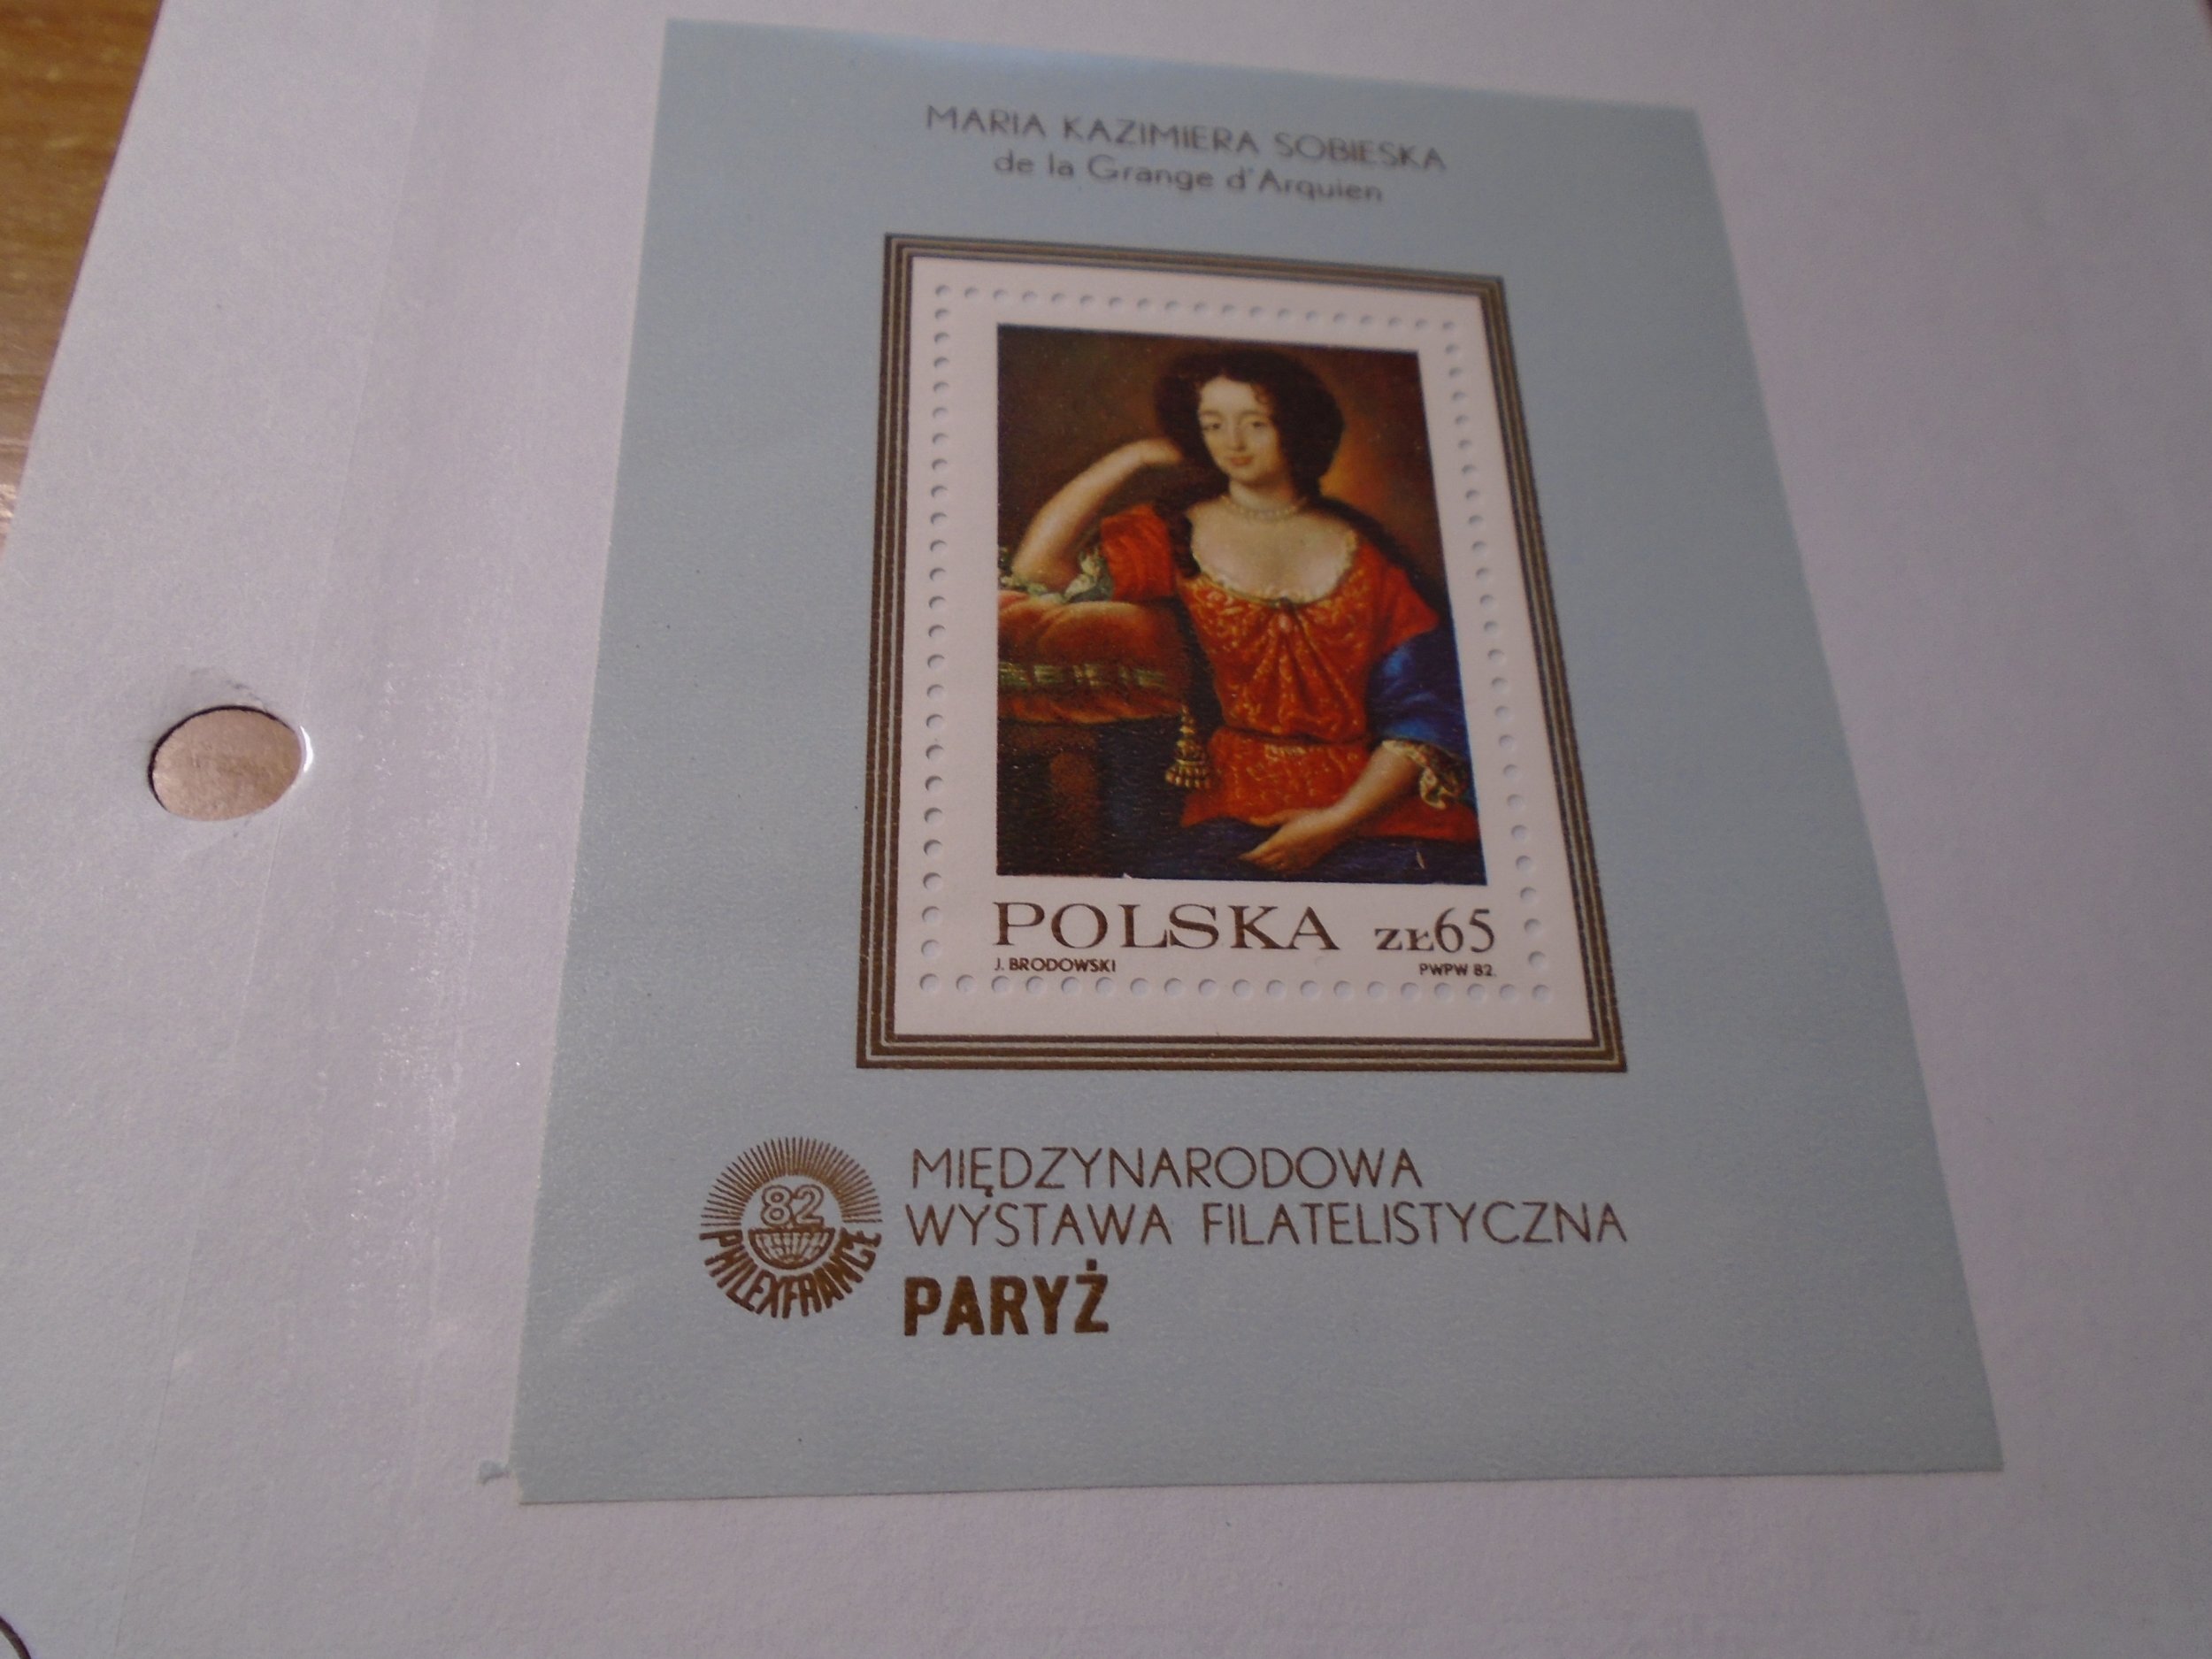 MARIA KAZIMIERA SOBIESKA
de la Grange d'Arquien
POLSKA ZŁ65
J. BRODOWSKI PWPW 82.
82
PHILEXFRANCE
MIĘDZYNARODOWA
WYSTAWA FILATELISTYCZNA
PARYŻ